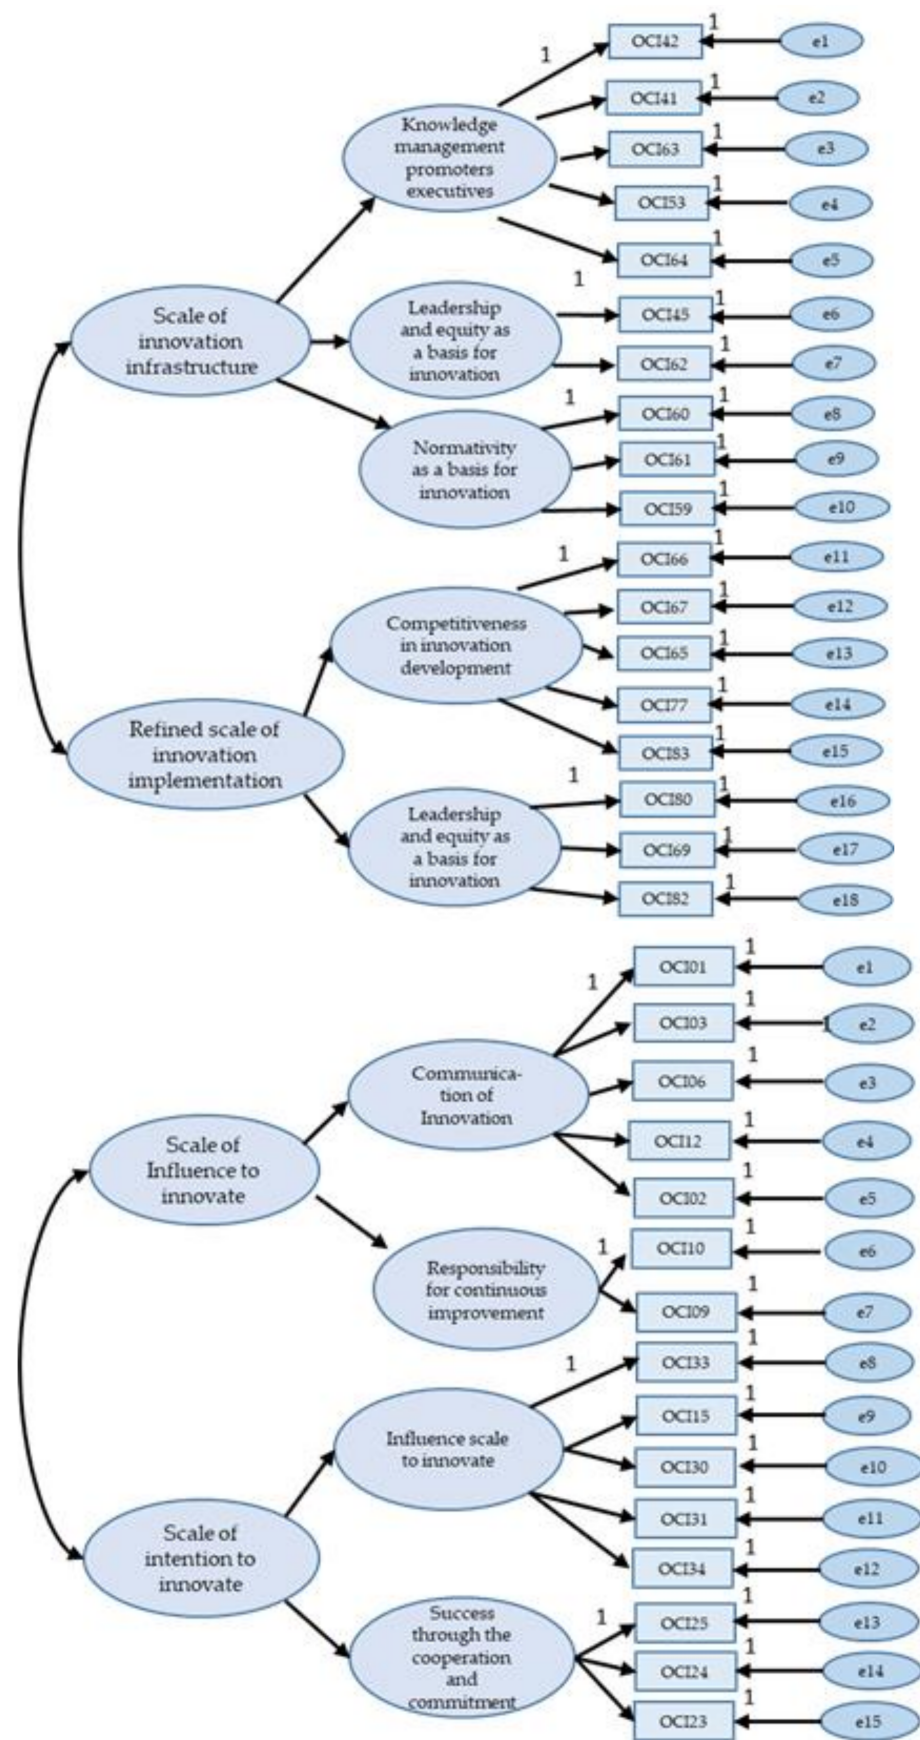 1
OCI42
1
e1
OCI41
1
e2
Knowledge
management
promoters
executives
OCI63
1
e3
OCI53
1
e4
OCI64
1
e5
Scale of
innovation
infrastructure
Leadership
and equity as
a basis for
innovation
1
OCI45
1
e6
OCI62
1
e7
Normativity
as a basis for
innovation
1
OCI60
1
e8
OCI61
1
e9
OCI59
1
e10
Competitiveness
in innovation
development
1
OCI66
1
e11
OCI67
1
e12
OCI65
1
e13
OCI77
1
e14
OCI83
1
e15
Refined scale of
innovation
implementation
Leadership
and equity as
a basis for
innovation
1
OCI80
1
e16
OCI69
1
e17
OCI82
1
e18
1
OCI01
1
e1
OCI03
1
1
e2
Communica-
tion of
Innovation
OCI06
1
e3
OCI12
1
e4
OCI02
1
e5
Scale of
Influence to
innovate
Responsibility
for continuous
improvement
1
OCI10
1
e6
OCI09
1
e7
1
OCI33
1
e8
Influence scale
to innovate
OCI15
1
e9
OCI30
1
e10
OCI31
1
e11
OCI34
1
e12
Scale of
intention to
innovate
Success
through the
cooperation
and
commitment
1
OCI25
1
e13
OCI24
1
e14
OCI23
1
e15